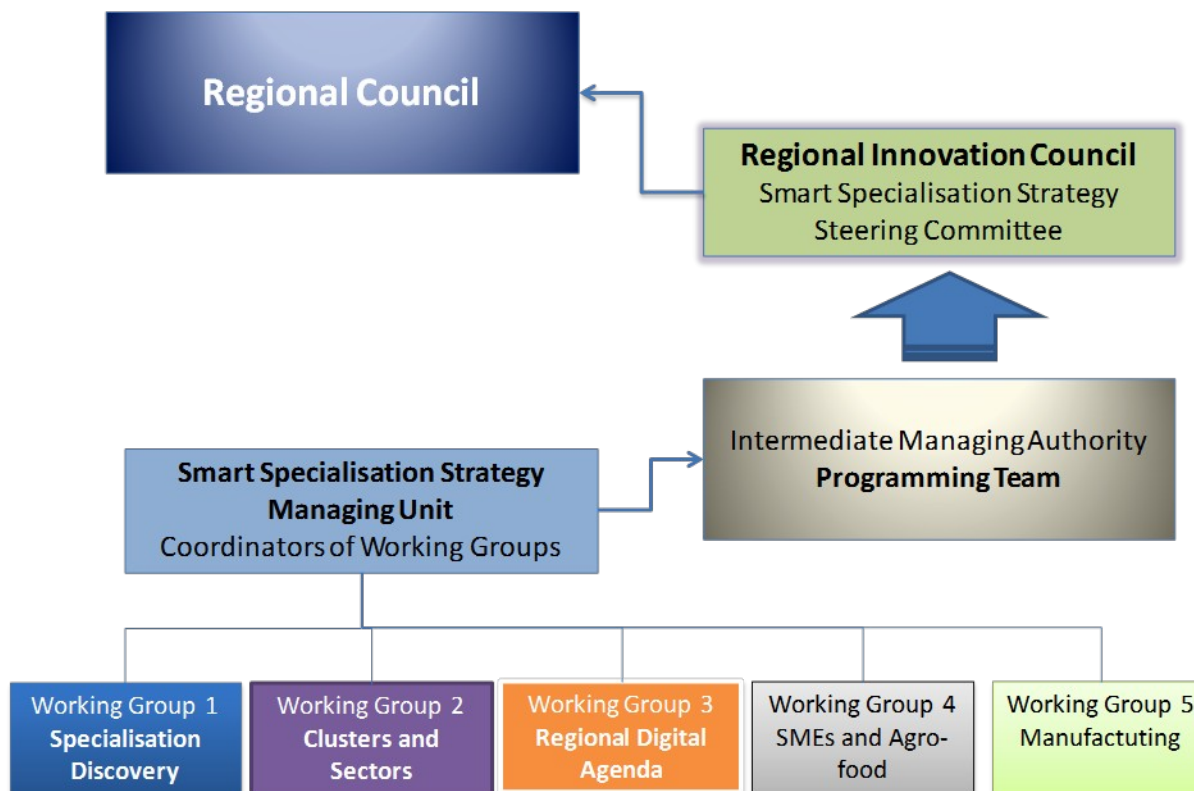 Regional Council
Regional Innovation Council
Smart Specialisation Strategy
Steering Committee
Intermediate Managing Authority
Programming Team
Smart Specialisation Strategy
Managing Unit
Coordinators of Working Groups
Working Group 1
Specialisation
Discovery
Working Group 2
Clusters and
Sectors
Working Group 3
Regional Digital
Agenda
Working Group 4
SMEs and Agro-
food
Working Group 5
Manufactuting